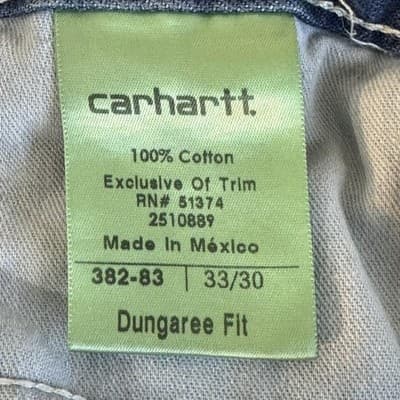 carhartt.
100% Cotton
Exclusive Of Trim
RN# 51374
2510889
Made In México
382-83 | 33/30
Dungaree Fit